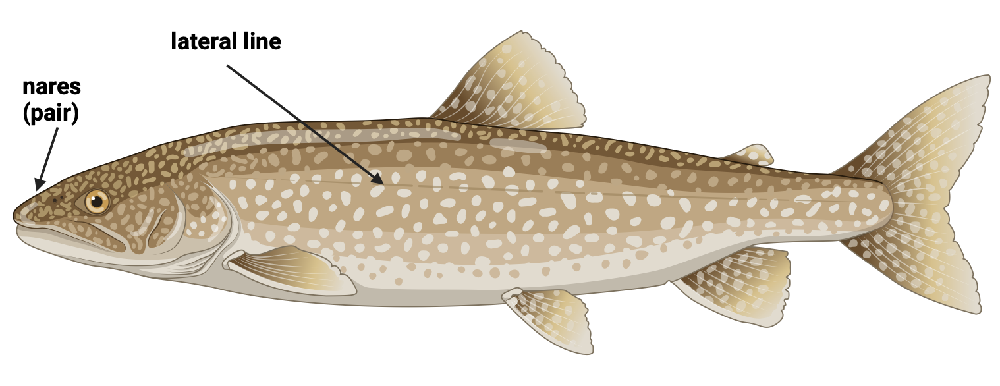 lateral line
nares
(pair)